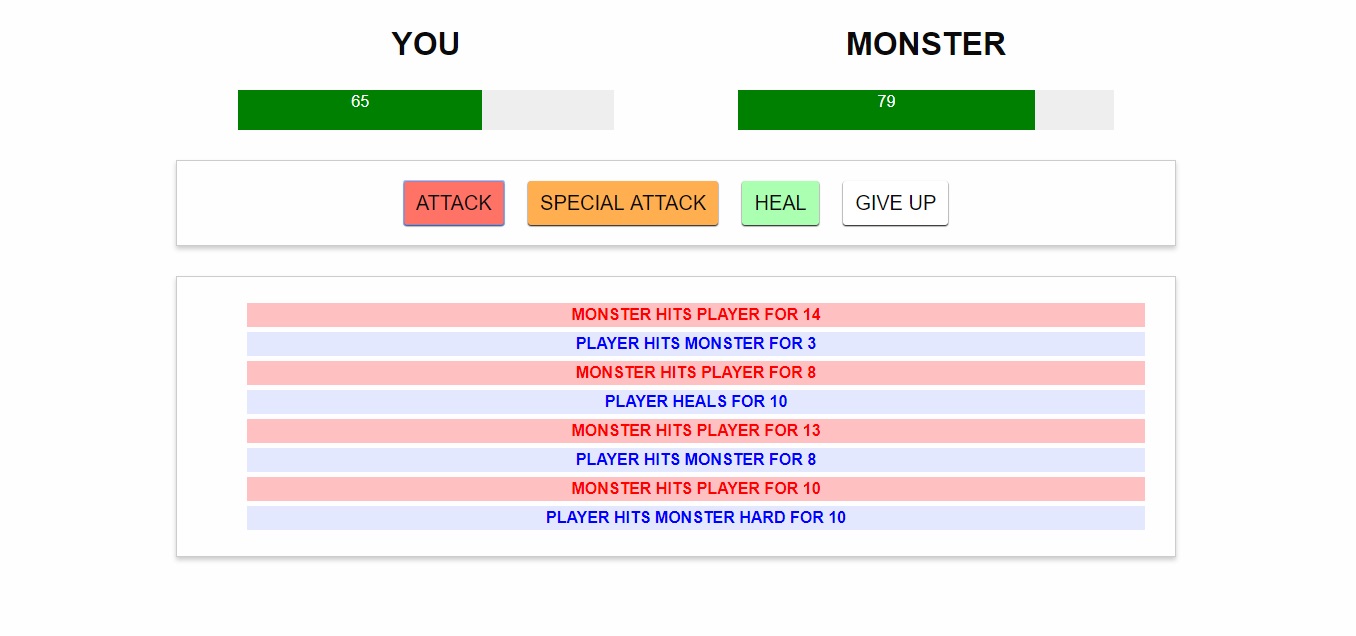 YOU
MONSTER
65
79
ATTACK
SPECIAL ATTACK
HEAL
GIVE UP
MONSTER HITS PLAYER FOR 14
PLAYER HITS MONSTER FOR 3
MONSTER HITS PLAYER FOR 8
PLAYER HEALS FOR 10
MONSTER HITS PLAYER FOR 13
PLAYER HITS MONSTER FOR 8
MONSTER HITS PLAYER FOR 10
PLAYER HITS MONSTER HARD FOR 10